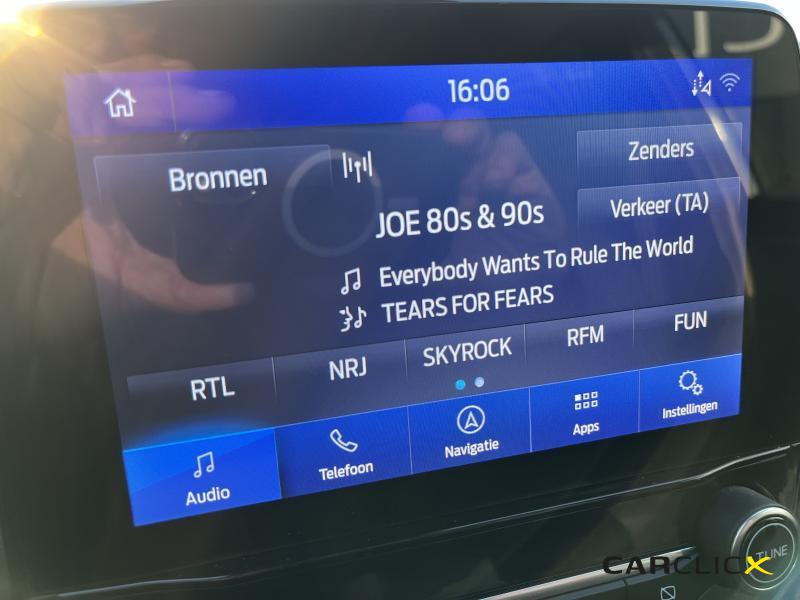 16:06
Bronnen
Zenders
JOE 80s & 90s
Verkeer (TA)
Everybody Wants To Rule The World
TEARS FOR FEARS
RTL
NRJ
SKYROCK
RFM
FUN
Audio
Telefoon
Navigatie
Apps
Instellingen
TUNE
CARCLICX